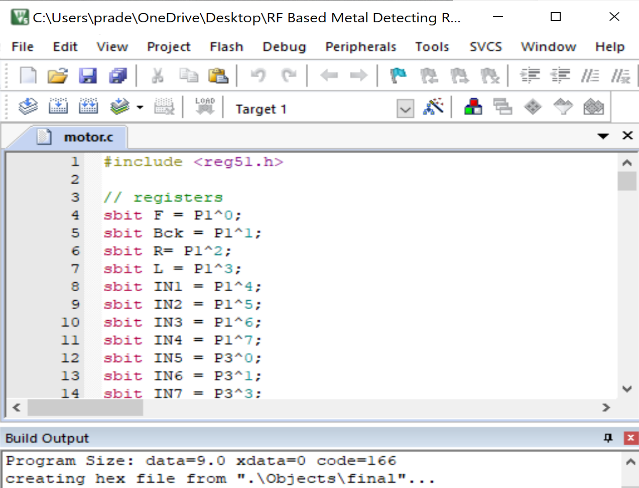 C:\Users\prade\OneDrive\Desktop\RF Based Metal Detecting R...
File Edit View Project Flash Debug Peripherals Tools SVCS Window Help
LOAD Target 1
motor.c
1 #include <reg51.h>
2
3 // registers
4 sbit F = P1^0;
5 sbit Bck = P1^1;
6 sbit R= P1^2;
7 sbit L = P1^3;
8 sbit IN1 = P1^4;
9 sbit IN2 = P1^5;
10 sbit IN3 = P1^6;
11 sbit IN4 = P1^7;
12 sbit IN5 = P3^0;
13 sbit IN6 = P3^1;
14 sbit IN7 = P3^3;
Build Output
Program Size: data=9.0 xdata=0 code=166
creating hex file from ".\Objects\final"...